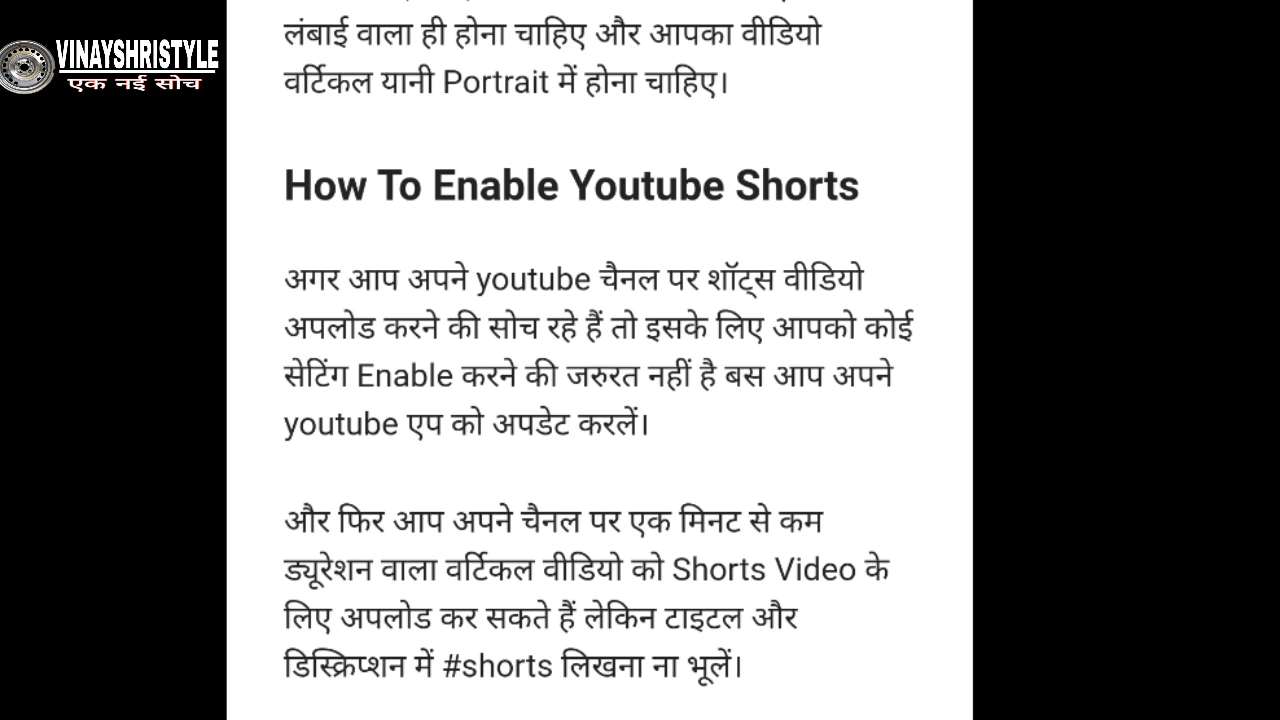 VINAYSHRISTYLE
एक नई सोच
लंबाई वाला ही होना चाहिए और आपका वीडियो
वर्टिकल यानी Portrait में होना चाहिए।
How To Enable Youtube Shorts
अगर आप अपने youtube चैनल पर शॉट्स वीडियो
अपलोड करने की सोच रहे हैं तो इसके लिए आपको कोई
सेटिंग Enable करने की जरुरत नहीं है बस आप अपने
youtube एप को अपडेट करलें।
और फिर आप अपने चैनल पर एक मिनट से कम
ड्यूरेशन वाला वर्टिकल वीडियो को Shorts Video के
लिए अपलोड कर सकते हैं लेकिन टाइटल और
डिस्क्रिप्शन में #shorts लिखना ना भूलें।